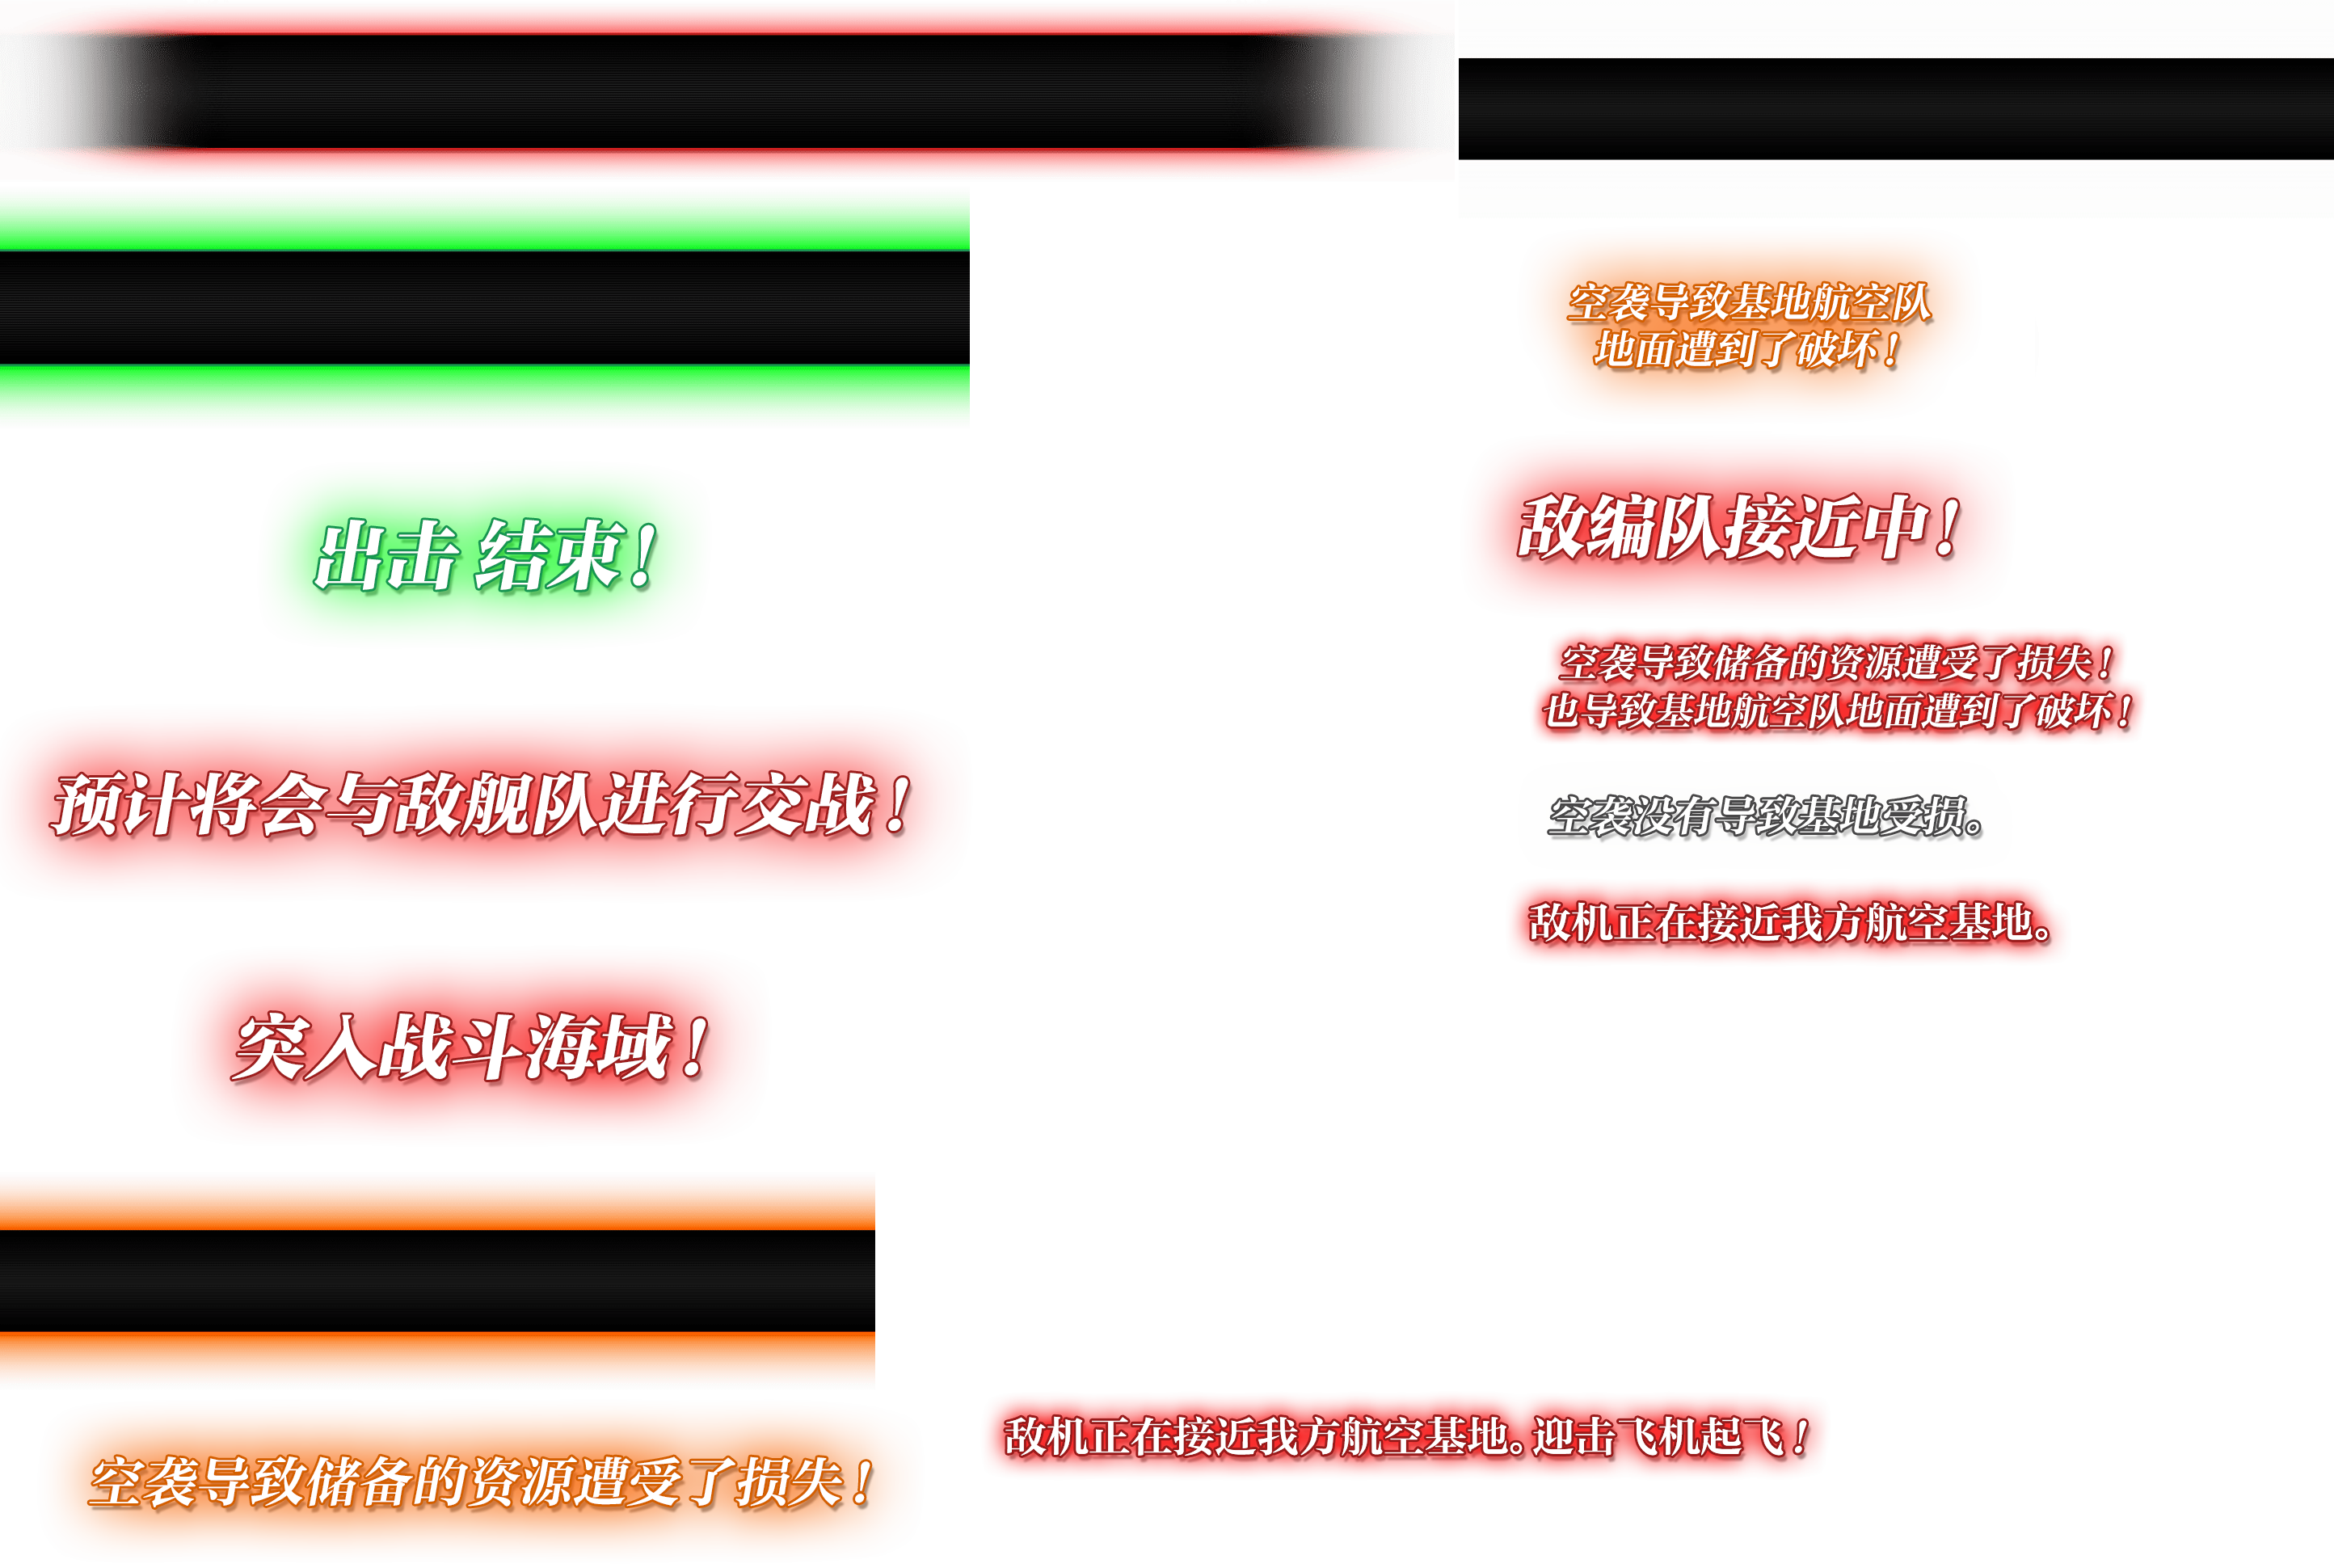 空袭导致基地航空队
地面遭到了破坏！
敌编队接近中！
出击 结束！
空袭导致储备的资源遭受了损失！
也导致基地航空队地面遭到了破坏！
预计将会与敌舰队进行交战！
空袭没有导致基地受损。
敌机正在接近我方航空基地。
突入战斗海域！
敌机正在接近我方航空基地。迎击飞机起飞！
空袭导致储备的资源遭受了损失！